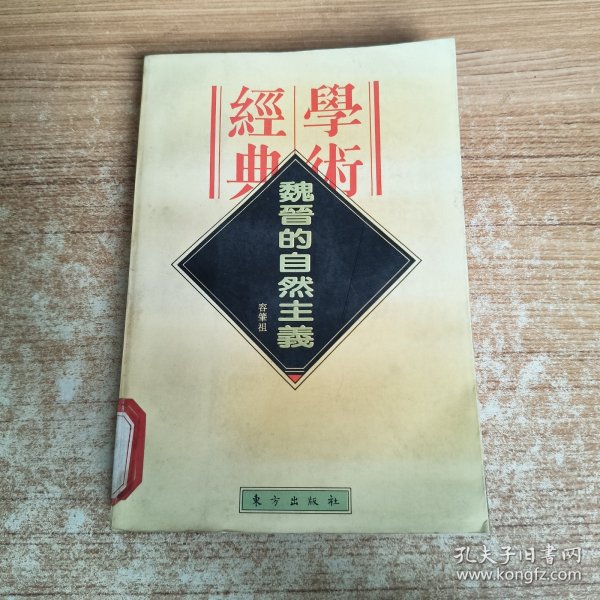 學術
經典
魏晉的自然主義
容肇祖
東方出版社
孔夫子旧书网
www.kongfz.com